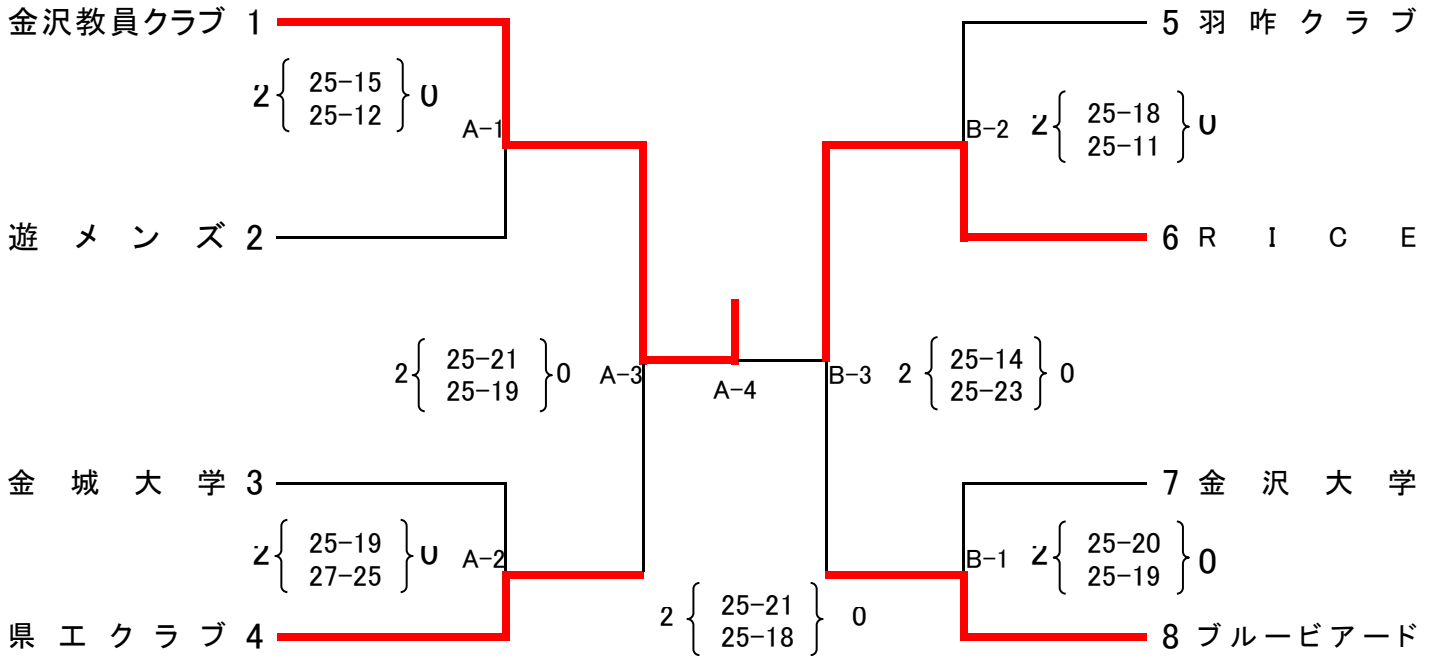 金沢教員クラブ 1
5 羽咋クラブ
2 { 25-15 } 0
25-12
A-1
B-2
2 { 25-18 } 0
25-11
遊メンズ 2
6 RICE
2 { 25-21 } 0
25-19
A-3
A-4
B-3
2 { 25-14 } 0
25-23
金城大学 3
7 金沢大学
2 { 25-19 } 0
27-25
A-2
B-1
2 { 25-20 } 0
25-19
2 { 25-21 } 0
25-18
県エクラブ 4
8 ブルービアード